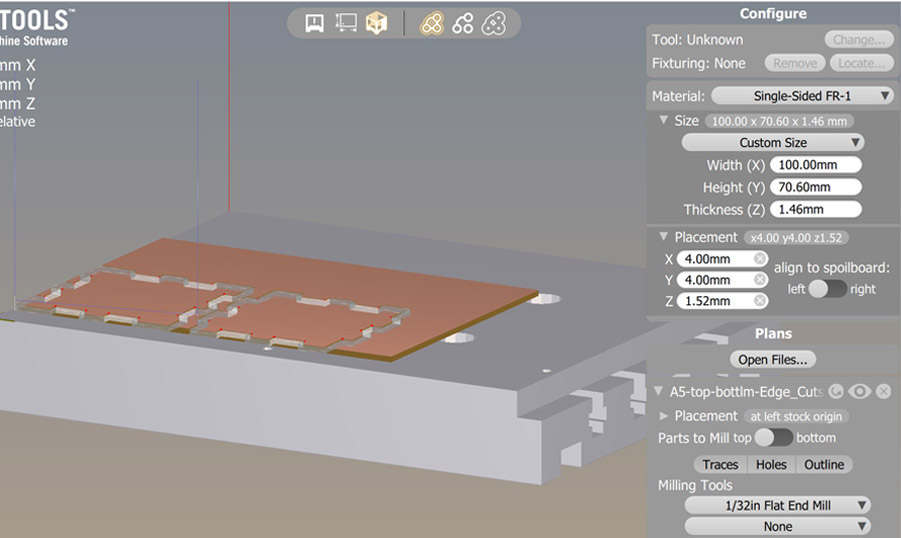 TOOLS™
hine Software
mm X
mm Y
mm Z
elative
Configure
Tool: Unknown Change...
Fixturing: None Remove Locate...
Material: Single-Sided FR-1
Size 100.00 x 70.60 x 1.46 mm
Custom Size
Width (X) 100.00mm
Height (Y) 70.60mm
Thickness (Z) 1.46mm
Placement x4.00 y4.00 z1.52
X 4.00mm
align to spoilboard:
Y 4.00mm
left right
Z 1.52mm
Plans
Open Files...
A5-top-bottlm-Edge_Cuts
Placement at left stock origin
Parts to Mill top bottom
Traces Holes Outline
Milling Tools
1/32in Flat End Mill
None